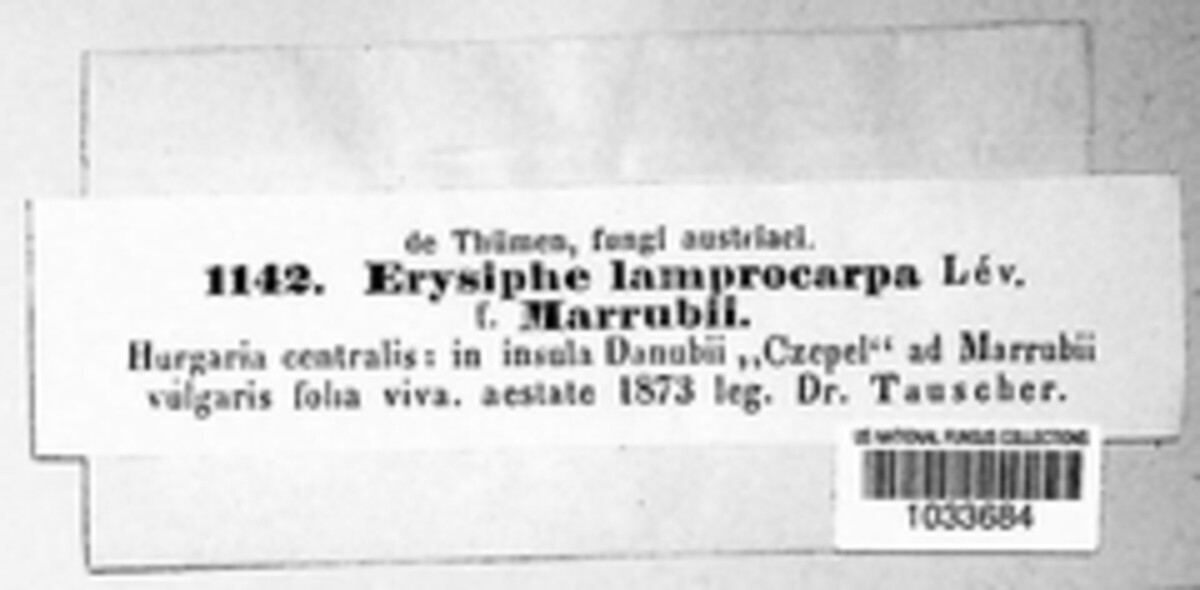 de Thümen, fungi austriaci.
1142. Erysiphe lamprocarpa Lév.
f. Marrubii.
Hungaria centralis: in insula Danubii „Czepel“ ad Marrubii
vulgaris folia viva. aestate 1873 leg. Dr. Tauscher.
US NATIONAL FUNGUS COLLECTIONS
1033684